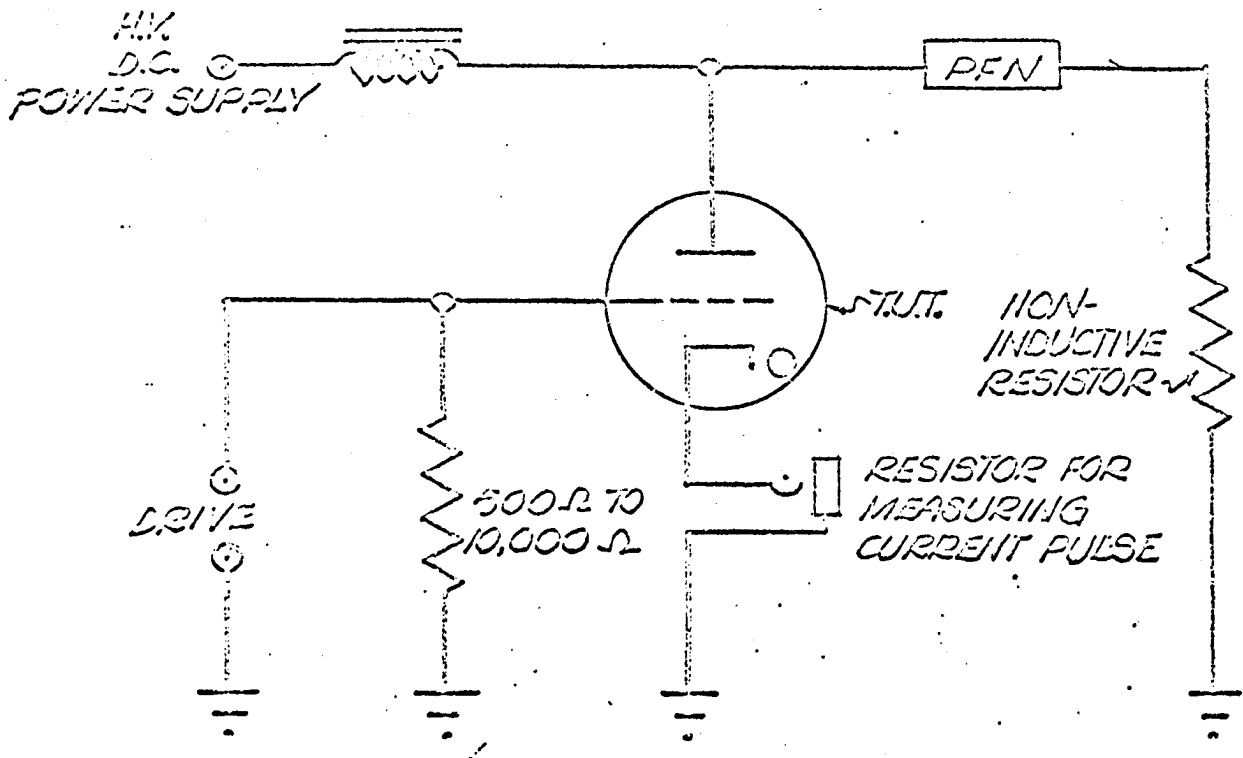 H.V.
D.C.
POWER SUPPLY
PFN
T.U.T.
NON-
INDUCTIVE
RESISTOR
DRIVE
500Ω TO
10,000 Ω
RESISTOR FOR
MEASURING
CURRENT PULSE